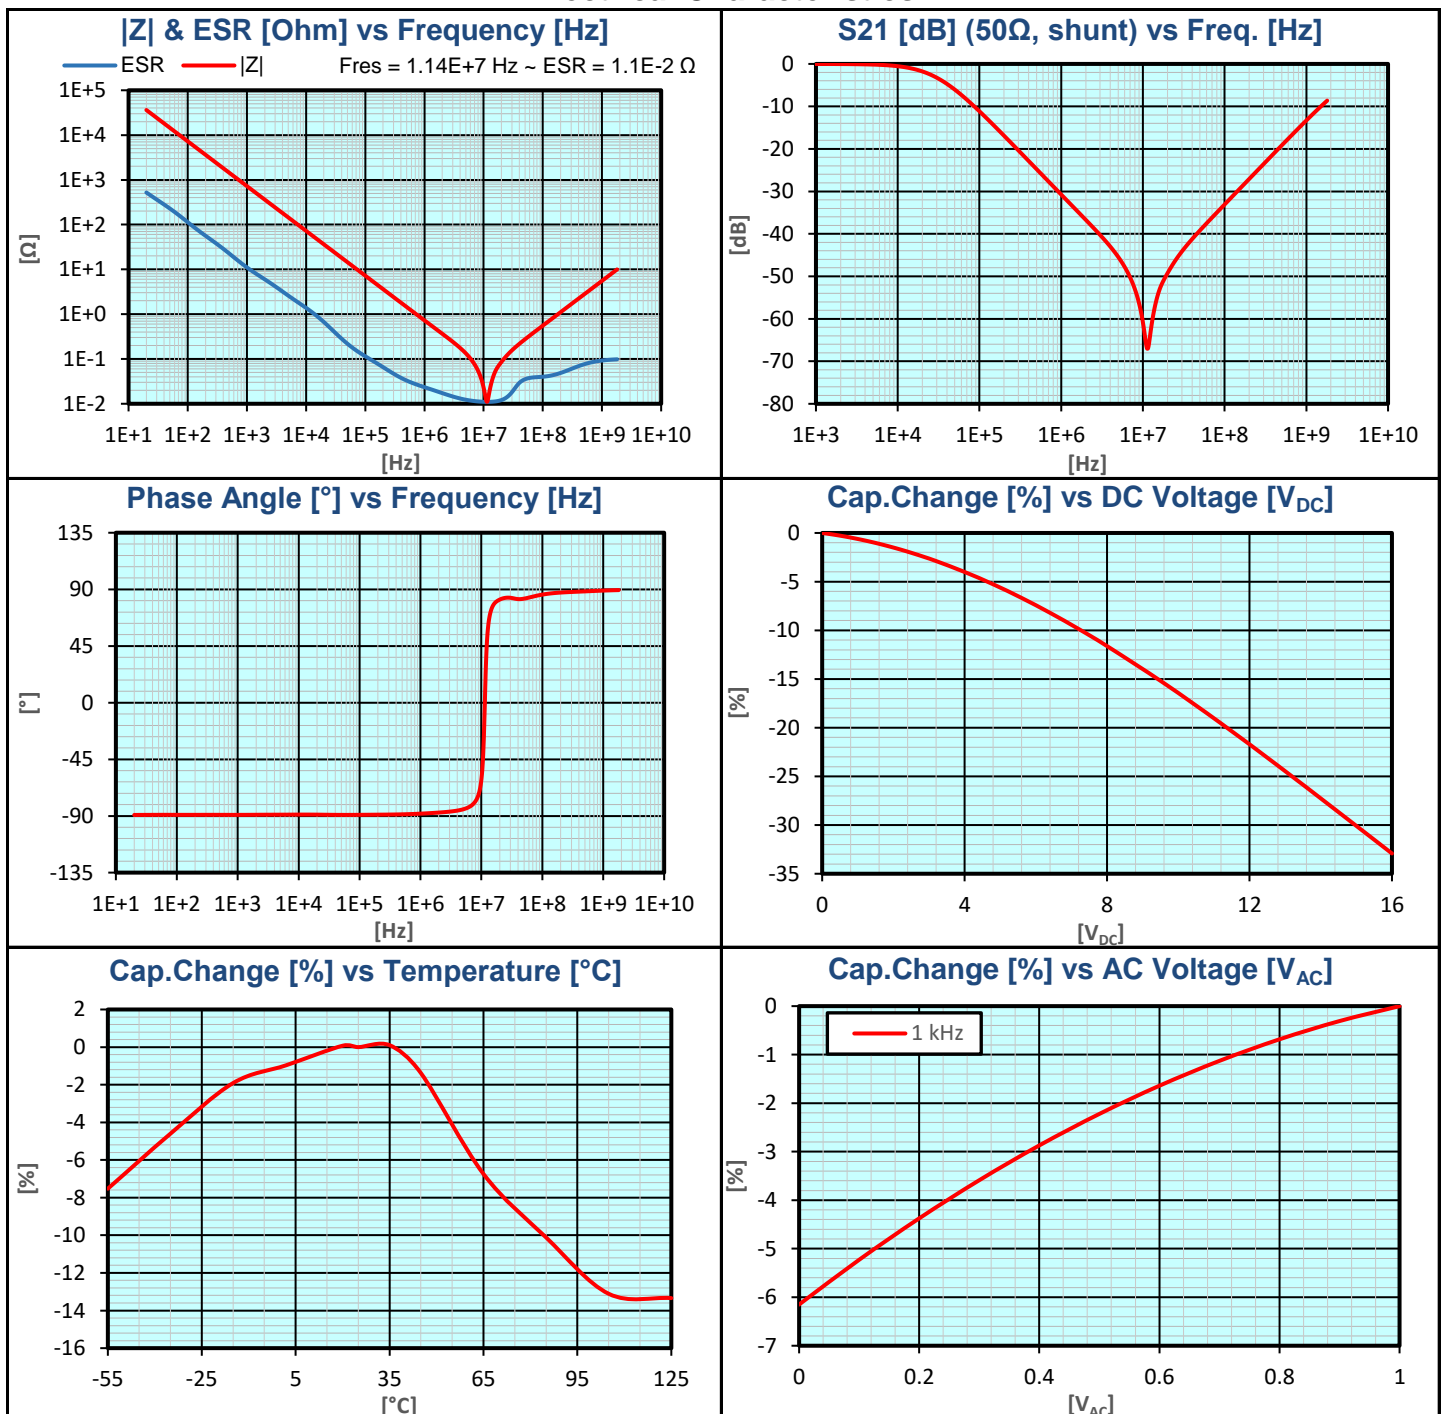 |Z| & ESR [Ohm] vs Frequency [Hz]
ESR |Z| Fres = 1.14E+7 Hz ~ ESR = 1.1E-2 Ω
1E+5
1E+4
1E+3
1E+2
1E+1
1E+0
1E-1
1E-2
[Ω]
1E+1 1E+2 1E+3 1E+4 1E+5 1E+6 1E+7 1E+8 1E+9 1E+10
[Hz]
S21 [dB] (50Ω, shunt) vs Freq. [Hz]
0
-10
-20
-30
-40
-50
-60
-70
-80
[dB]
1E+3 1E+4 1E+5 1E+6 1E+7 1E+8 1E+9 1E+10
[Hz]
Phase Angle [°] vs Frequency [Hz]
135
90
45
0
-45
-90
-135
[°]
1E+1 1E+2 1E+3 1E+4 1E+5 1E+6 1E+7 1E+8 1E+9 1E+10
[Hz]
Cap.Change [%] vs DC Voltage [VDC]
0
-5
-10
-15
-20
-25
-30
-35
[%]
0 4 8 12 16
[VDC]
Cap.Change [%] vs Temperature [°C]
2
0
-2
-4
-6
-8
-10
-12
-14
-16
[%]
-55 -25 5 35 65 95 125
[°C]
Cap.Change [%] vs AC Voltage [VAC]
1 kHz
0
-1
-2
-3
-4
-5
-6
-7
[%]
0 0.2 0.4 0.6 0.8 1
[VAC]